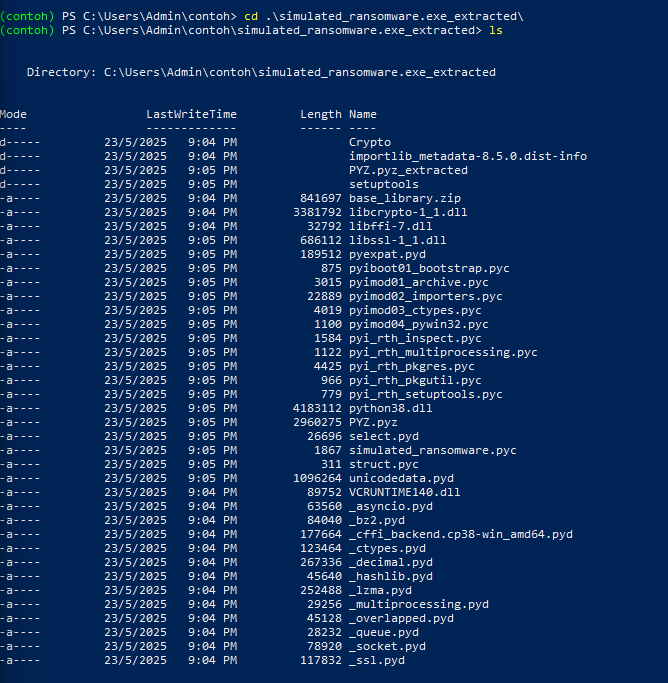 (contoh) PS C:\Users\Admin\contoh> cd .\simulated_ransomware.exe_extracted\
(contoh) PS C:\Users\Admin\contoh\simulated_ransomware.exe_extracted> ls
Directory: C:\Users\Admin\contoh\simulated_ransomware.exe_extracted
Mode LastWriteTime Length Name
---- ------------- ------ ----
d----- 23/5/2025 9:04 PM Crypto
d----- 23/5/2025 9:04 PM importlib_metadata-8.5.0.dist-info
d----- 23/5/2025 9:05 PM PYZ.pyz_extracted
d----- 23/5/2025 9:04 PM setuptools
-a---- 23/5/2025 9:04 PM 841697 base_library.zip
-a---- 23/5/2025 9:04 PM 3381792 libcrypto-1_1.dll
-a---- 23/5/2025 9:04 PM 32792 libffi-7.dll
-a---- 23/5/2025 9:05 PM 686112 libssl-1_1.dll
-a---- 23/5/2025 9:05 PM 189512 pyexpat.pyd
-a---- 23/5/2025 9:05 PM 875 pyiboot01_bootstrap.pyc
-a---- 23/5/2025 9:05 PM 3015 pyimod01_archive.pyc
-a---- 23/5/2025 9:05 PM 22889 pyimod02_importers.pyc
-a---- 23/5/2025 9:05 PM 4019 pyimod03_ctypes.pyc
-a---- 23/5/2025 9:05 PM 1100 pyimod04_pywin32.pyc
-a---- 23/5/2025 9:05 PM 1584 pyi_rth_inspect.pyc
-a---- 23/5/2025 9:05 PM 1122 pyi_rth_multiprocessing.pyc
-a---- 23/5/2025 9:05 PM 4425 pyi_rth_pkgres.pyc
-a---- 23/5/2025 9:05 PM 966 pyi_rth_pkgutil.pyc
-a---- 23/5/2025 9:05 PM 779 pyi_rth_setuptools.pyc
-a---- 23/5/2025 9:05 PM 4183112 python38.dll
-a---- 23/5/2025 9:05 PM 2960275 PYZ.pyz
-a---- 23/5/2025 9:05 PM 26696 select.pyd
-a---- 23/5/2025 9:05 PM 1867 simulated_ransomware.pyc
-a---- 23/5/2025 9:05 PM 311 struct.pyc
-a---- 23/5/2025 9:05 PM 1096264 unicodedata.pyd
-a---- 23/5/2025 9:04 PM 89752 VCRUNTIME140.dll
-a---- 23/5/2025 9:04 PM 63560 _asyncio.pyd
-a---- 23/5/2025 9:04 PM 84040 _bz2.pyd
-a---- 23/5/2025 9:04 PM 177664 _cffi_backend.cp38-win_amd64.pyd
-a---- 23/5/2025 9:04 PM 123464 _ctypes.pyd
-a---- 23/5/2025 9:04 PM 267336 _decimal.pyd
-a---- 23/5/2025 9:04 PM 45640 _hashlib.pyd
-a---- 23/5/2025 9:04 PM 252488 _lzma.pyd
-a---- 23/5/2025 9:04 PM 29256 _multiprocessing.pyd
-a---- 23/5/2025 9:04 PM 45128 _overlapped.pyd
-a---- 23/5/2025 9:04 PM 28232 _queue.pyd
-a---- 23/5/2025 9:04 PM 78920 _socket.pyd
-a---- 23/5/2025 9:04 PM 117832 _ssl.pyd